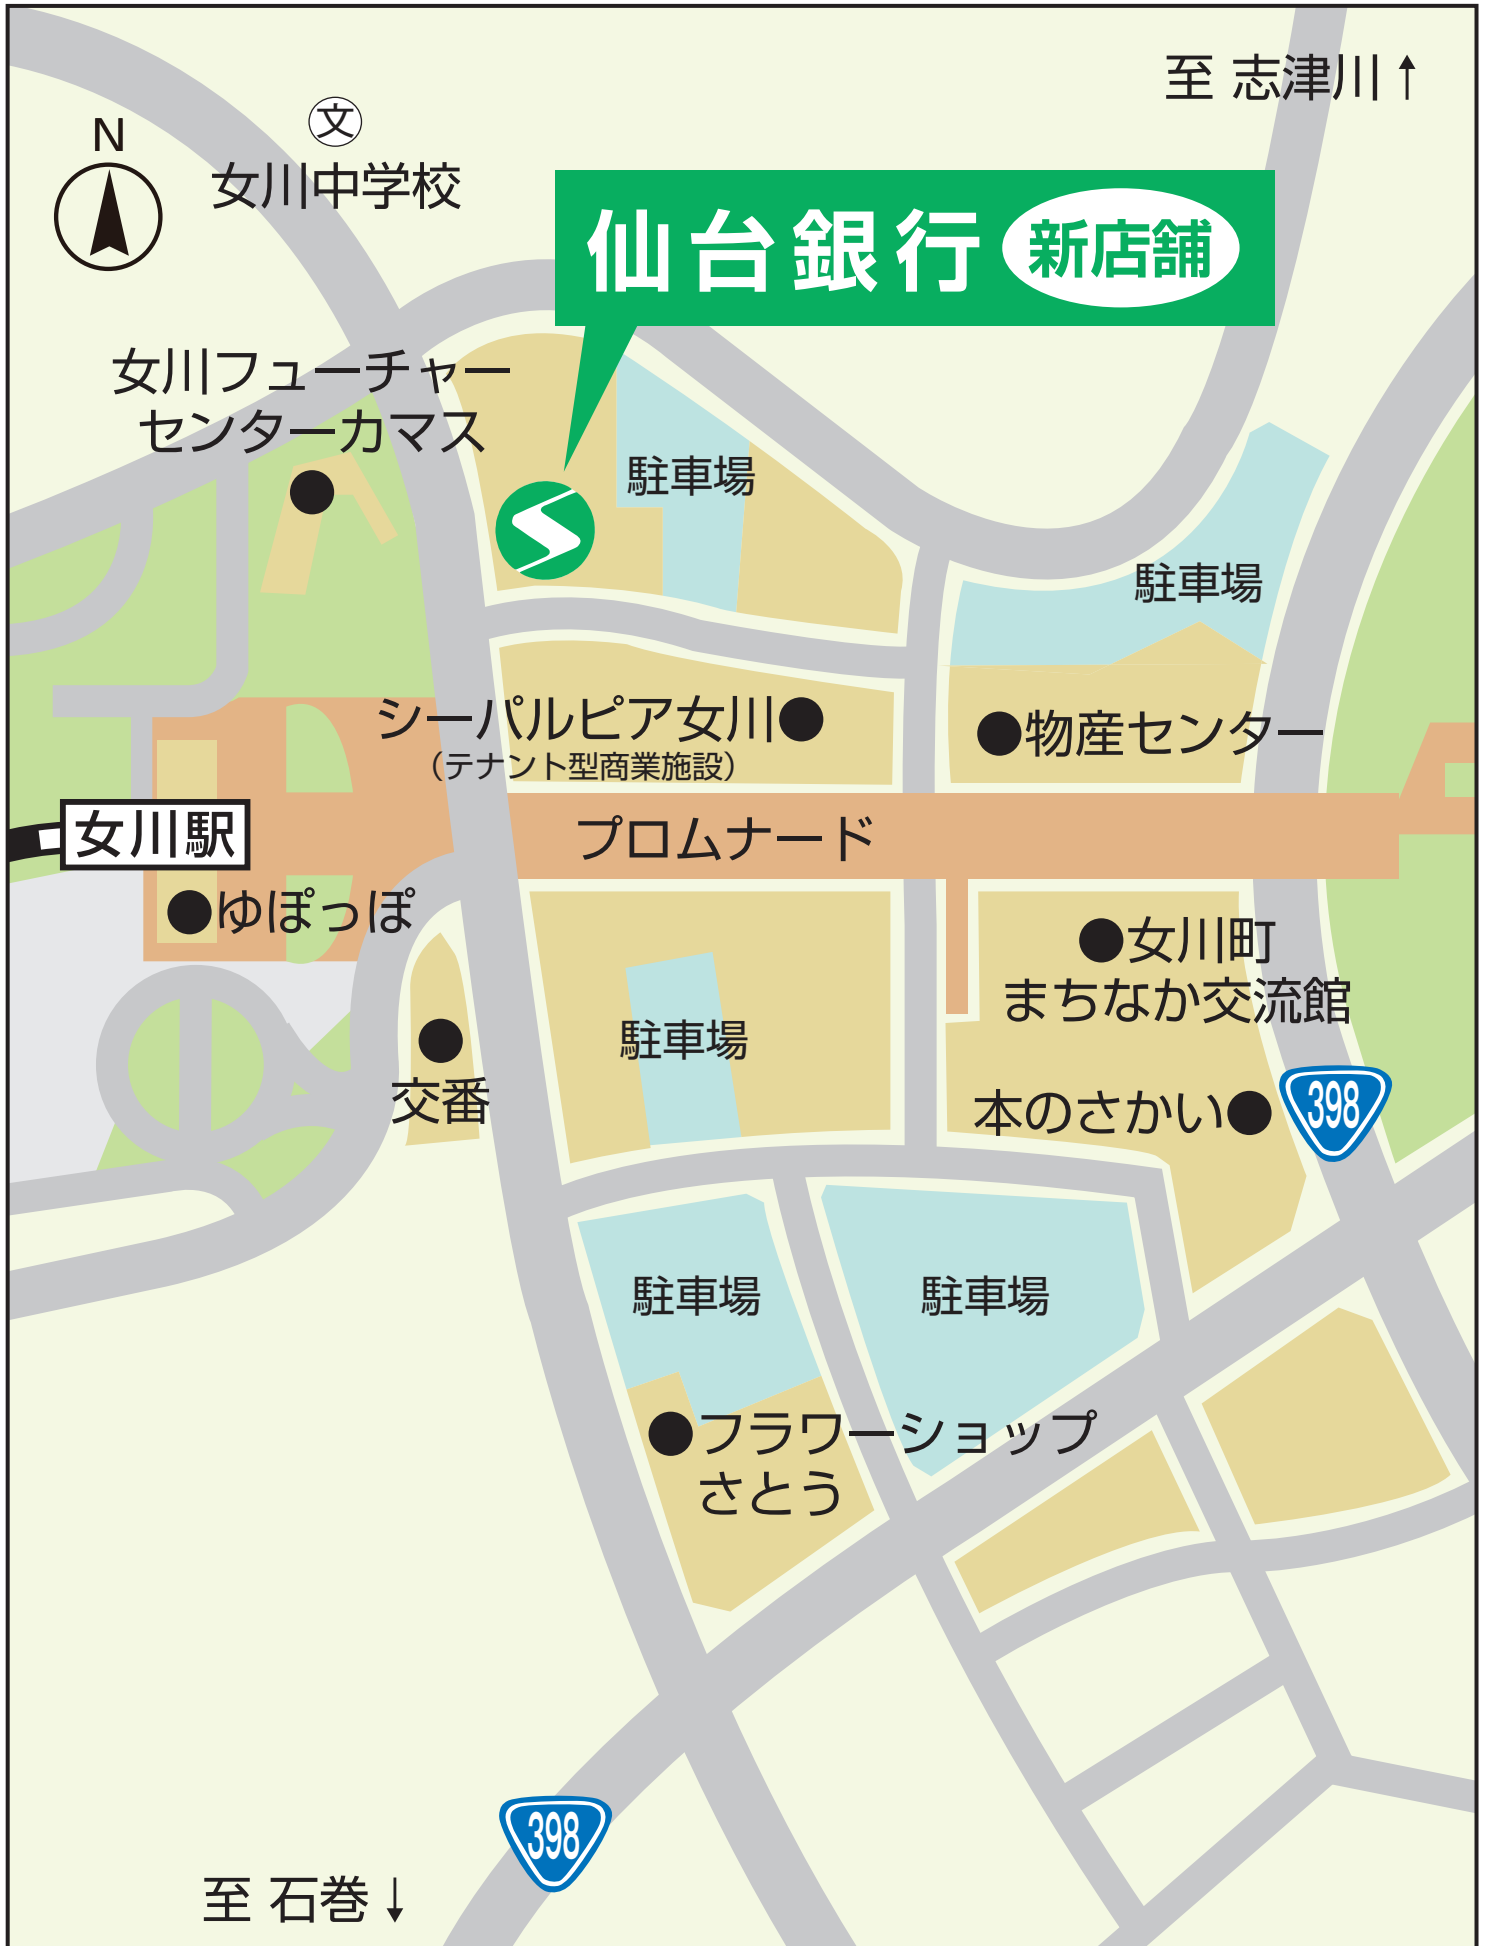 至 志津川↑
N
文
女川中学校
仙台銀行 新店舗
女川フューチャー
センターカマス
駐車場
駐車場
シーパルピア女川
（テナント型商業施設）
物産センター
プロムナード
女川駅
ゆぽっぽ
女川町
まちなか交流館
駐車場
交番
本のさかい
398
駐車場
駐車場
フラワーショップ
さとう
398
至 石巻↓